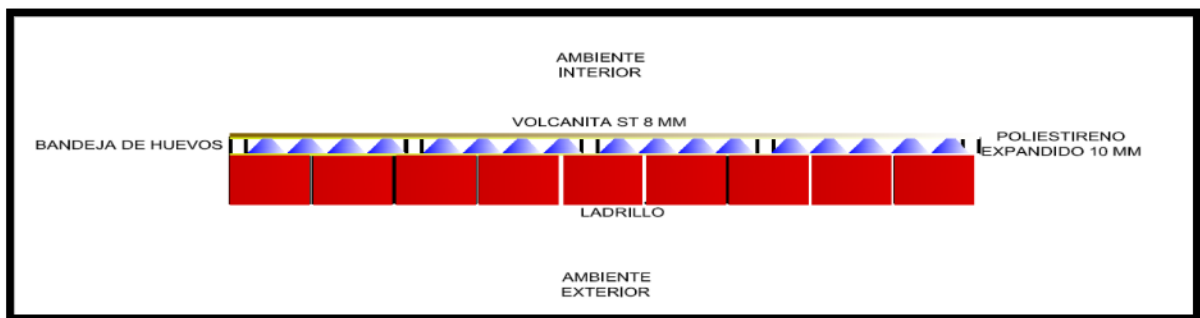 AMBIENTE
INTERIOR
VOLCANITA ST 8 MM
BANDEJA DE HUEVOS
POLIESTIRENO
EXPANDIDO 10 MM
LADRILLO
AMBIENTE
EXTERIOR